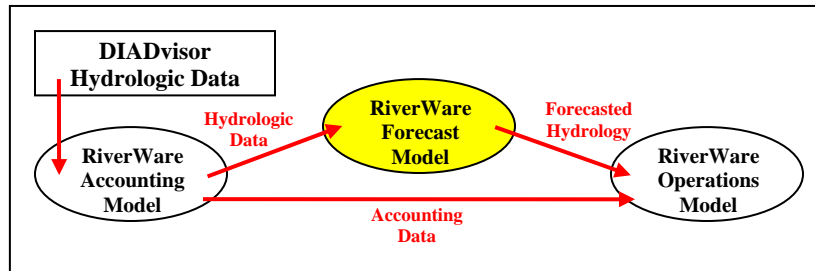 DIADvisor
Hydrologic Data
Hydrologic
Data
RiverWare
Forecast
Model
Forecasted
Hydrology
RiverWare
Accounting
Model
RiverWare
Operations
Model
Accounting
Data